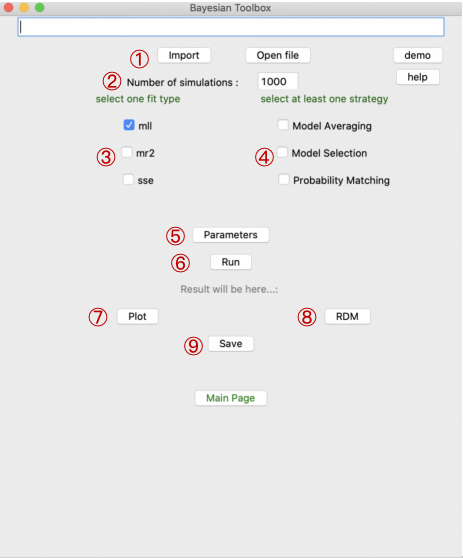 Bayesian Toolbox
① Import Open file demo
② Number of simulations : 1000 help
select one fit type select at least one strategy
mll Model Averaging
③ mr2 ④ Model Selection
sse Probability Matching
⑤ Parameters
⑥ Run
Result will be here...:
⑦ Plot ⑧ RDM
⑨ Save
Main Page